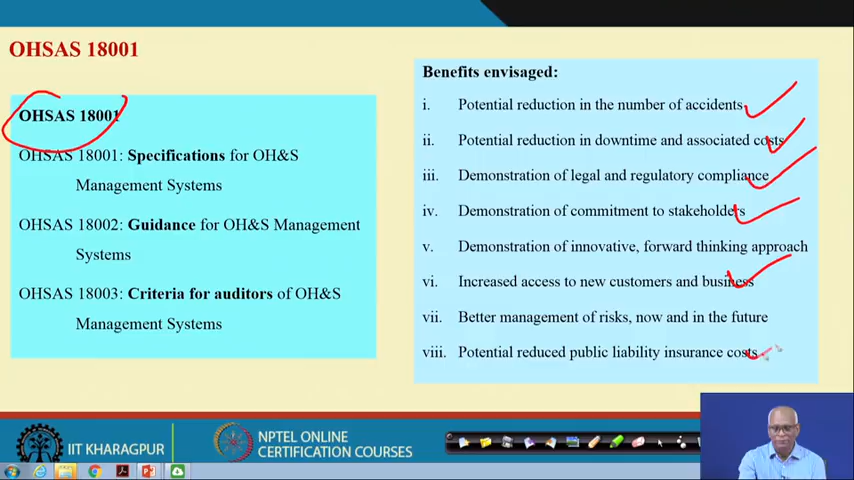 OHSAS 18001
OHSAS 18001
OHSAS 18001: Specifications for OH&S
Management Systems
OHSAS 18002: Guidance for OH&S Management
Systems
OHSAS 18003: Criteria for auditors of OH&S
Management Systems
Benefits envisaged:
i. Potential reduction in the number of accidents
ii. Potential reduction in downtime and associated costs
iii. Demonstration of legal and regulatory compliance
iv. Demonstration of commitment to stakeholders
v. Demonstration of innovative, forward thinking approach
vi. Increased access to new customers and business
vii. Better management of risks, now and in the future
viii. Potential reduced public liability insurance costs.
IIT KHARAGPUR
NPTEL ONLINE
CERTIFICATION COURSES